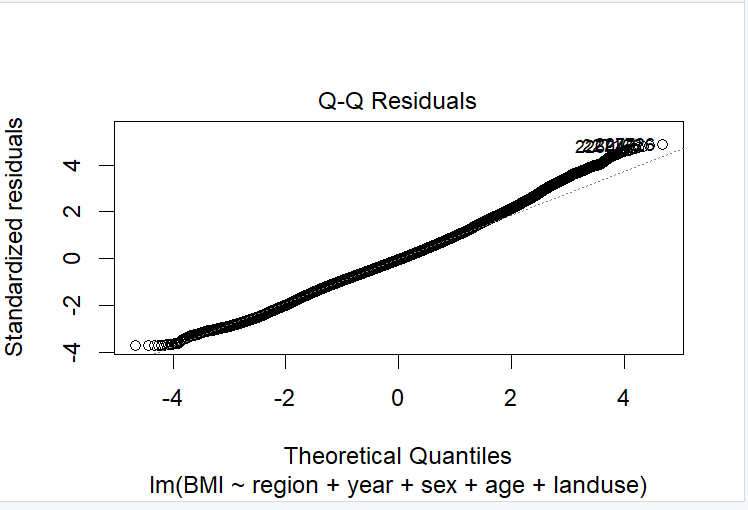 Q-Q Residuals
Standardized residuals
4
2
0
-2
-4
-4
-2
0
2
4
Theoretical Quantiles
lm(BMI ~ region + year + sex + age + landuse)